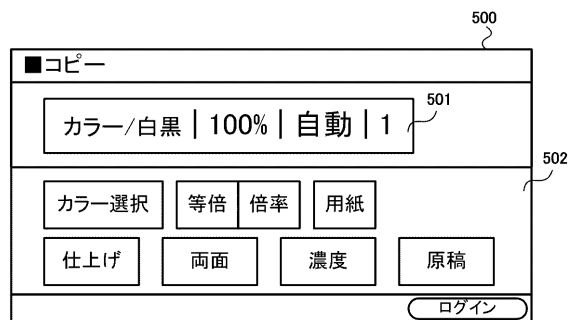 500
■コピー
カラー/白黒 | 100% | 自動 | 1
501
502
カラー選択 等倍 倍率 用紙
仕上げ 両面 濃度 原稿
ログイン